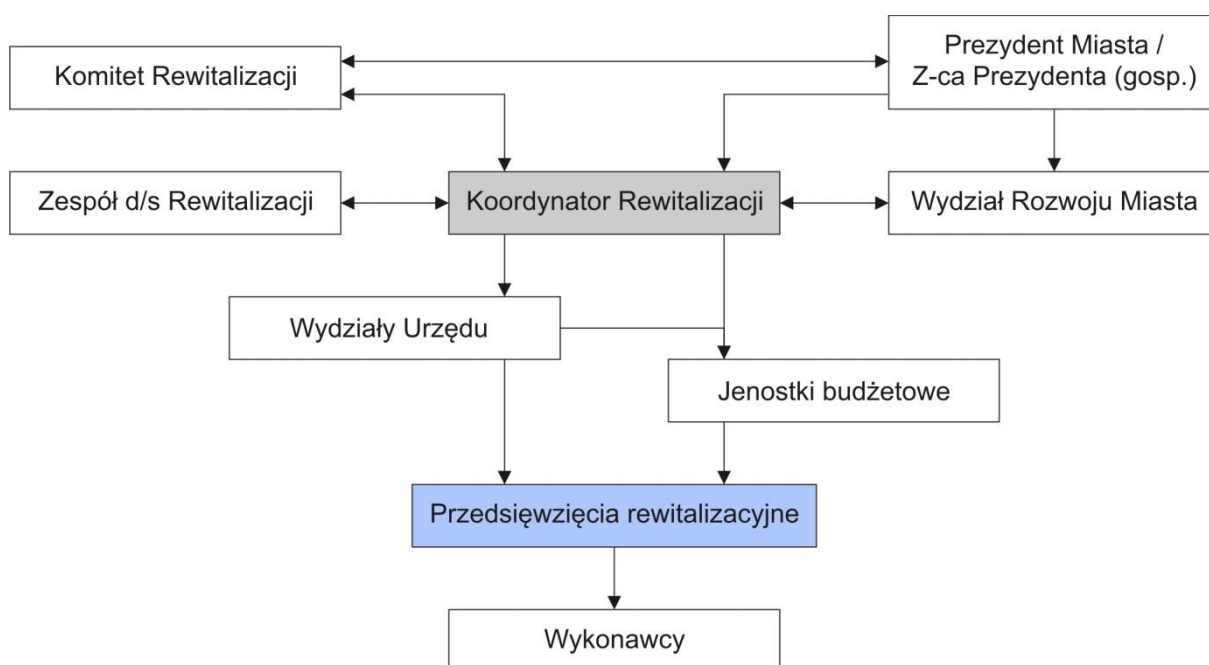 Komitet Rewitalizacji
Prezydent Miasta /
Z-ca Prezydenta (gosp.)
Zespół d/s Rewitalizacji
Koordynator Rewitalizacji
Wydział Rozwoju Miasta
Wydziały Urzędu
Jenostki budżetowe
Przedsięwzięcia rewitalizacyjne
Wykonawcy